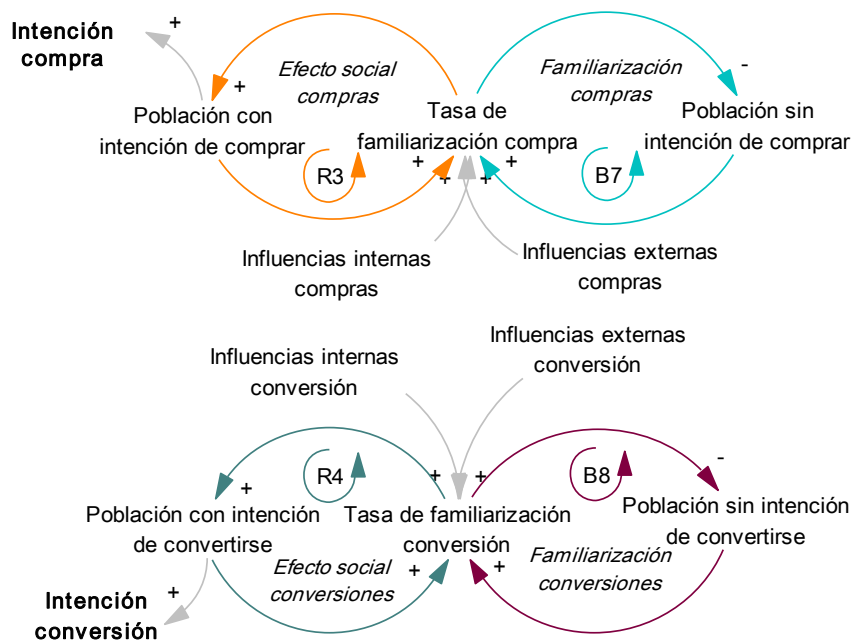 Intención
compra
+
Efecto social
compras
Familiarización
compras
-
+
Población con
intención de comprar
Tasa de
familiarización compra
Población sin
intención de comprar
+
+
+
+
R3
B7
Influencias internas
compras
Influencias externas
compras
Influencias internas
conversión
Influencias externas
conversión
R4
B8
-
+
+
+
Población con intención
de convertirse
Tasa de familiarización
conversión
Población sin intención
de convertirse
Efecto social
conversiones
+
+
Familiarización
conversiones
+
Intención
conversión